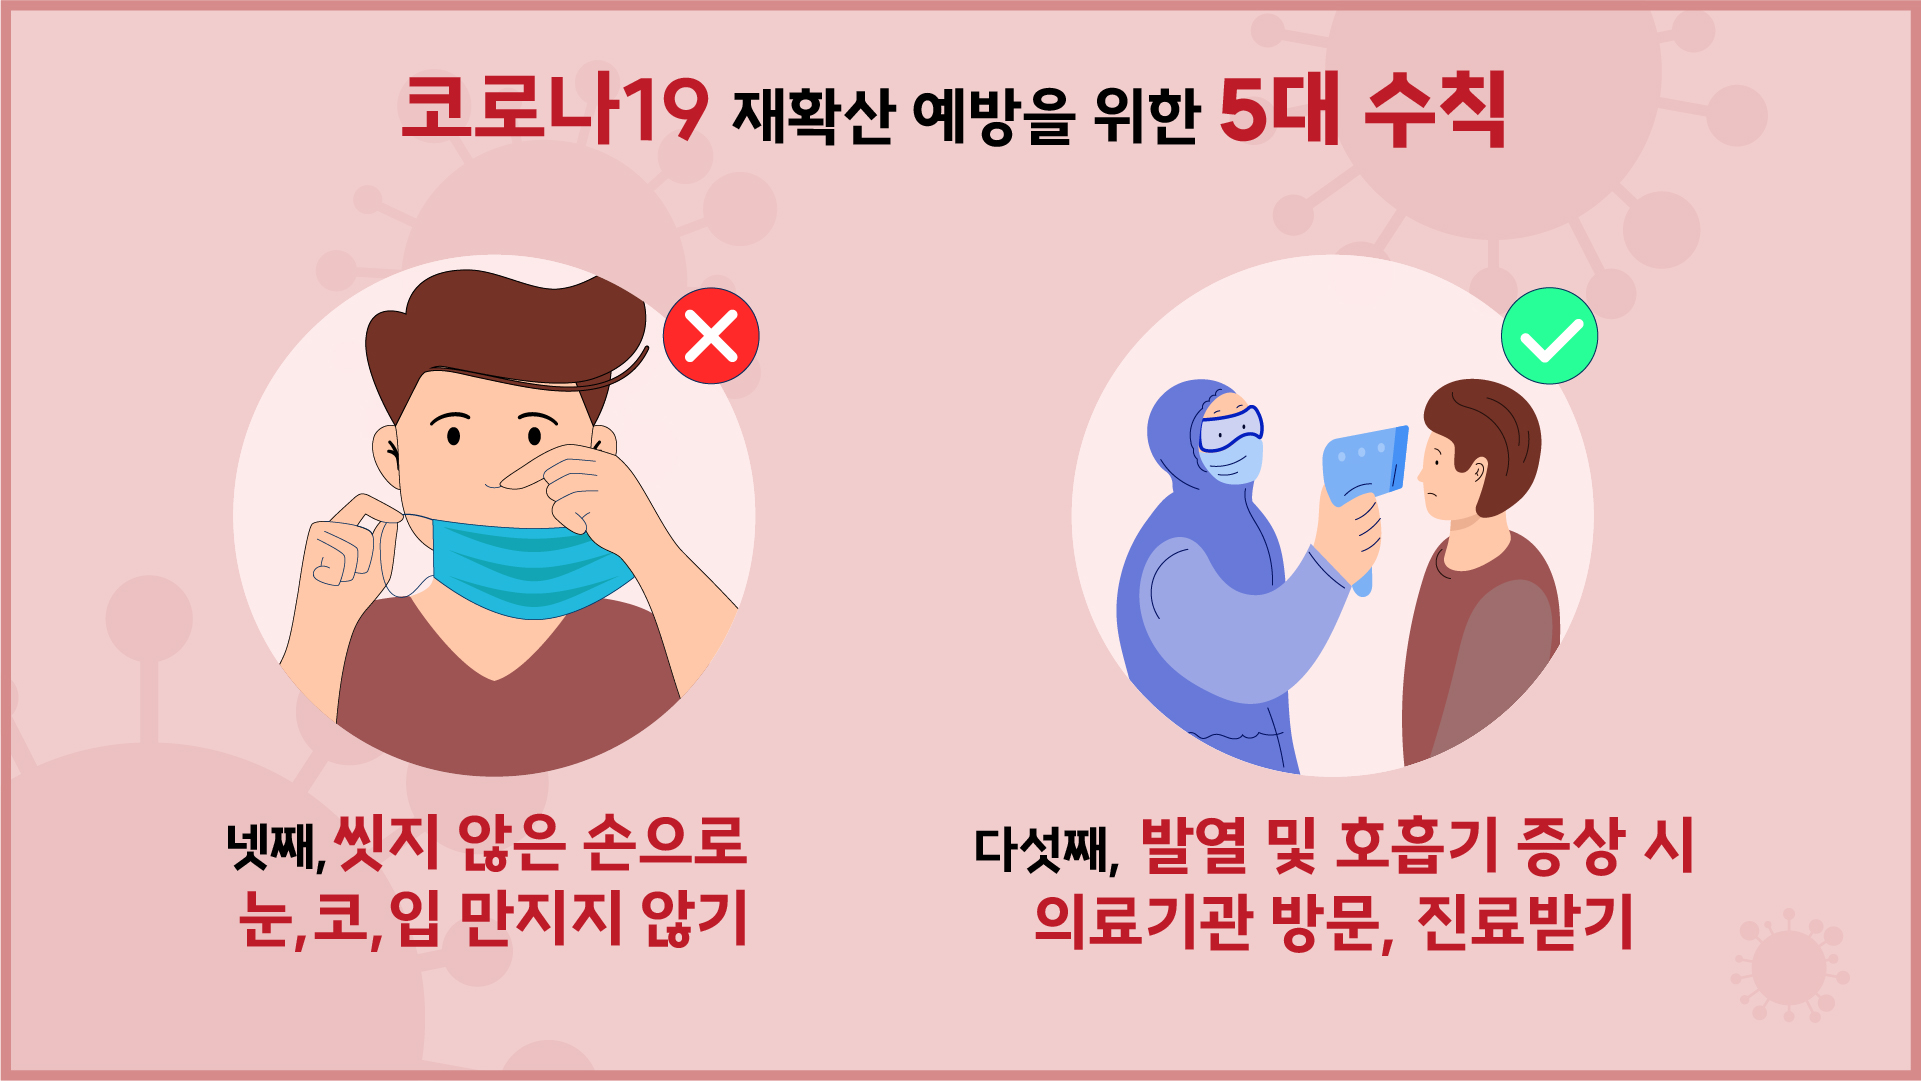 코로나19 재확산 예방을 위한 5대 수칙
넷째, 씻지 않은 손으로
눈, 코, 입 만지지 않기
다섯째, 발열 및 호흡기 증상 시
의료기관 방문, 진료받기